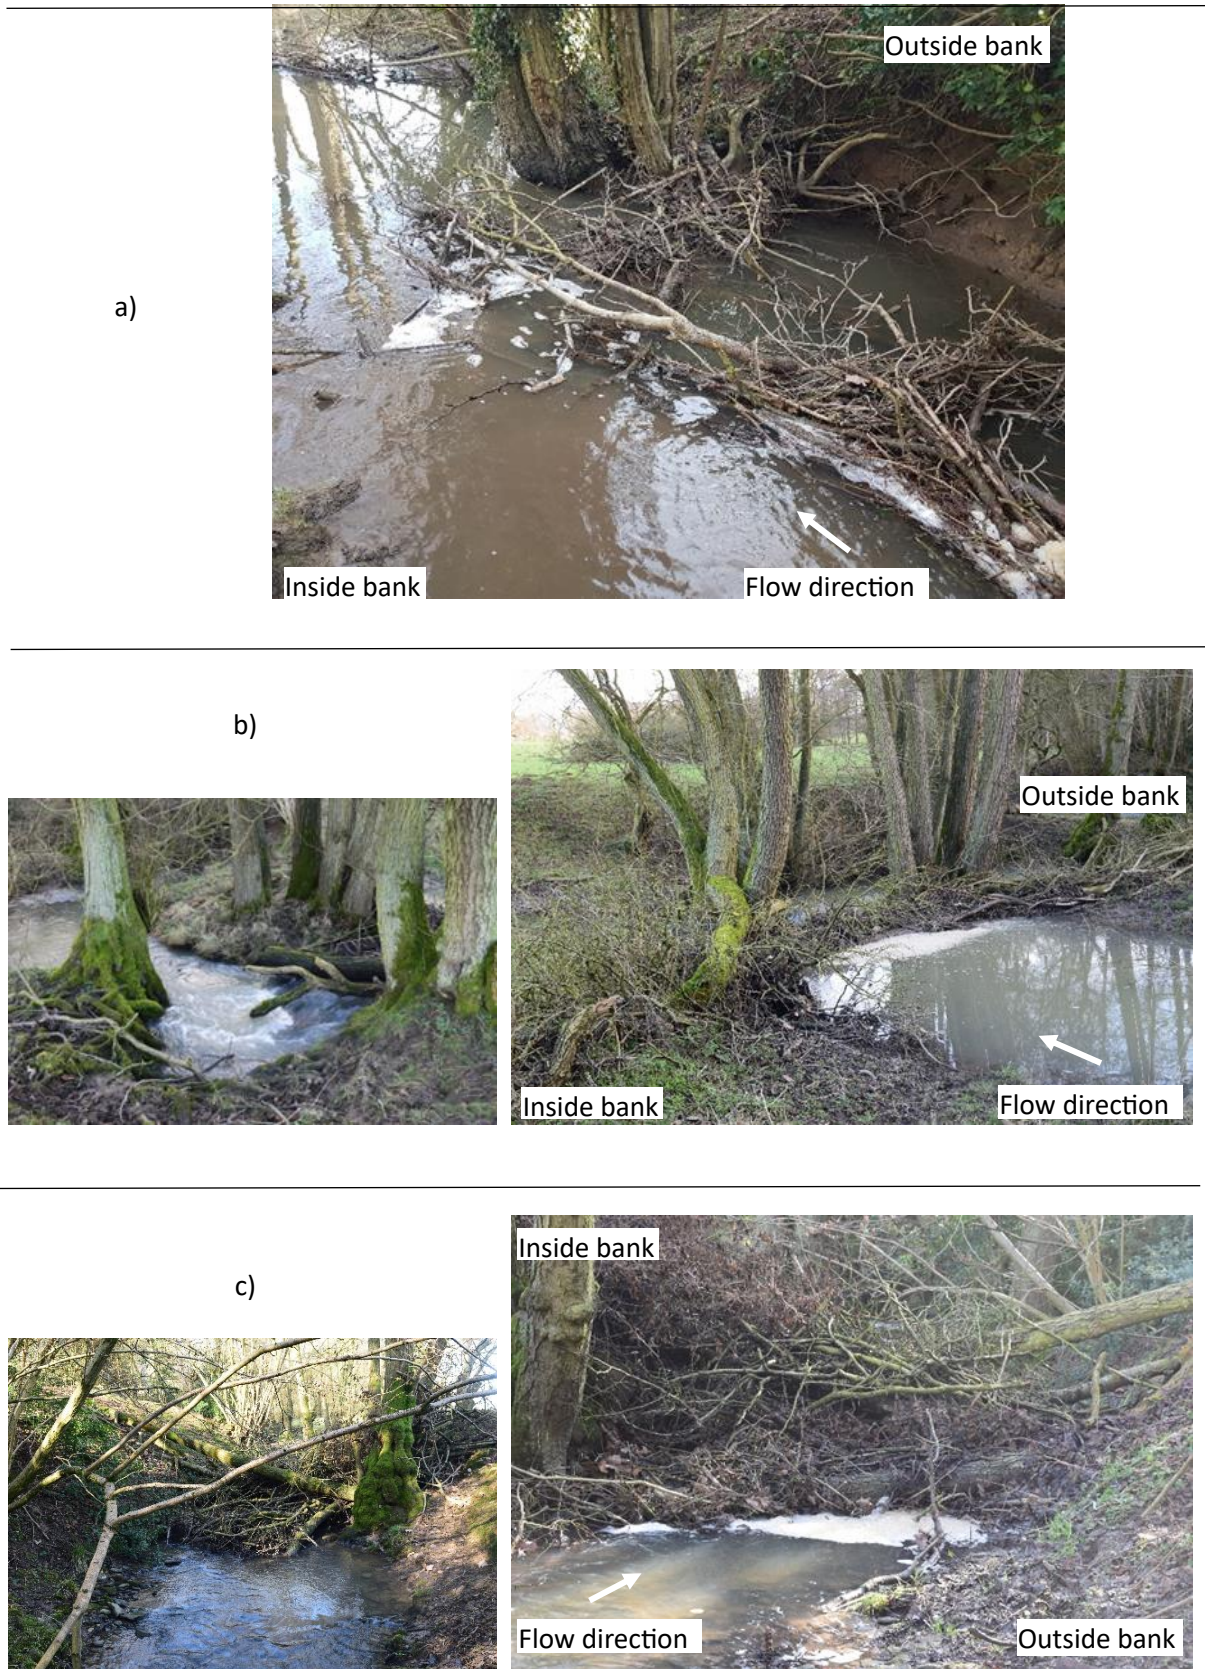 Outside bank
a)
Inside bank
Flow direction
b)
Outside bank
Inside bank
Flow direction
Inside bank
c)
Flow direction
Outside bank